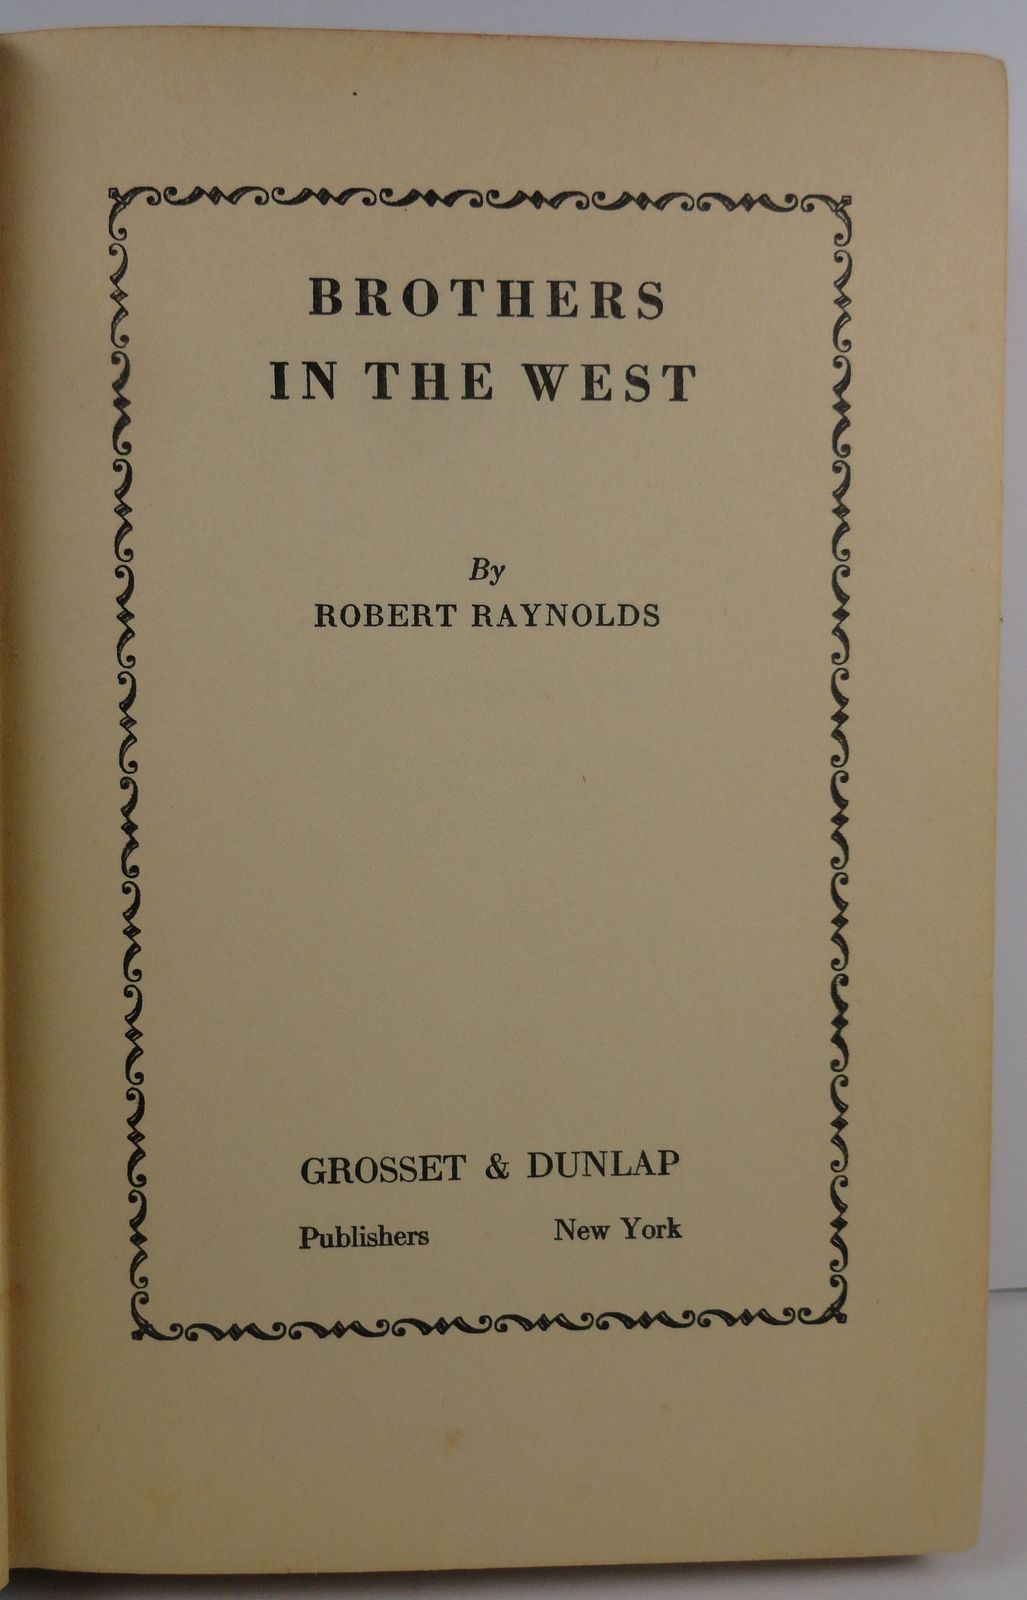 BROTHERS
IN THE WEST
By
ROBERT RAYNOLDS
GROSSET & DUNLAP
Publishers New York